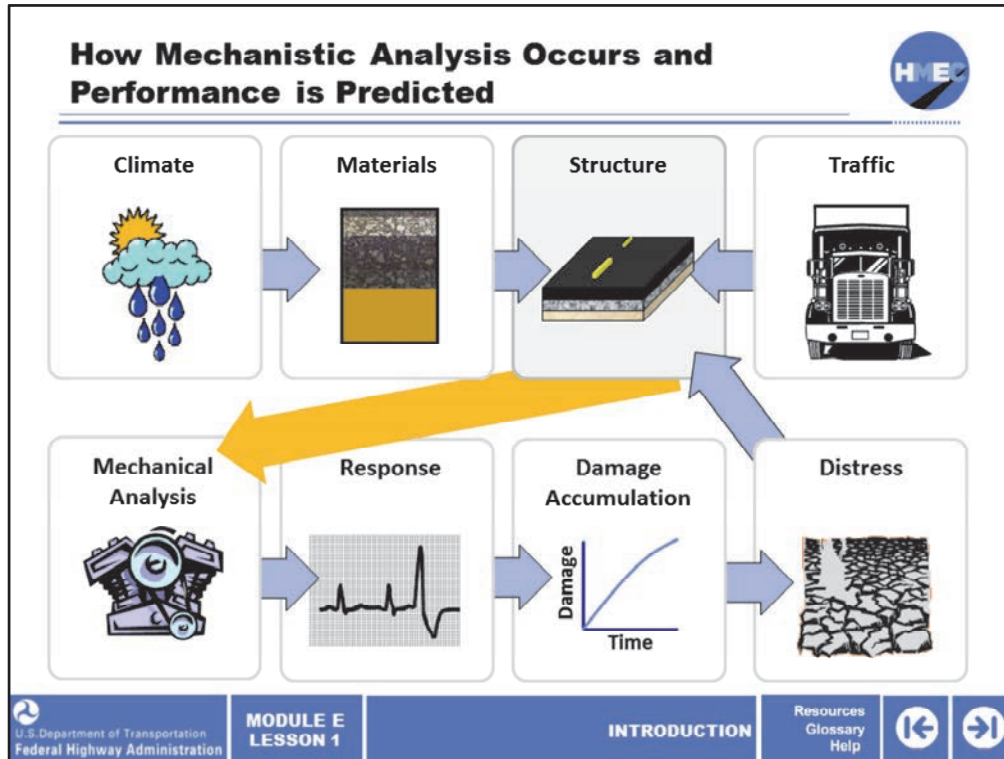 How Mechanistic Analysis Occurs and
Performance is Predicted
HMEC
Climate
Materials
Structure
Traffic
Mechanical
Analysis
Response
Damage
Accumulation
Damage
Time
Distress
U.S.Department of Transportation
Federal Highway Administration
MODULE E
LESSON 1
INTRODUCTION
Resources
Glossary
Help